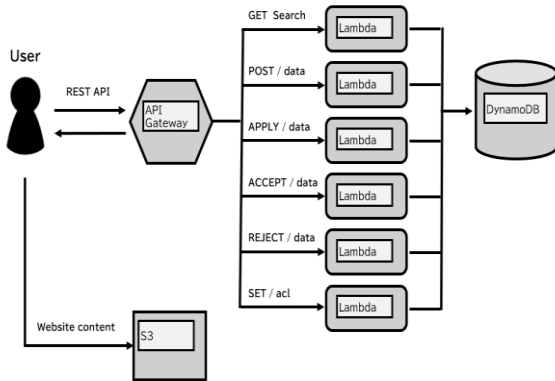 GET Search
Lambda
User
POST / data
Lambda
REST API
API
Gateway
DynamoDB
APPLY / data
Lambda
ACCEPT / data
Lambda
REJECT / data
Lambda
SET / acl
Lambda
Website content
S3